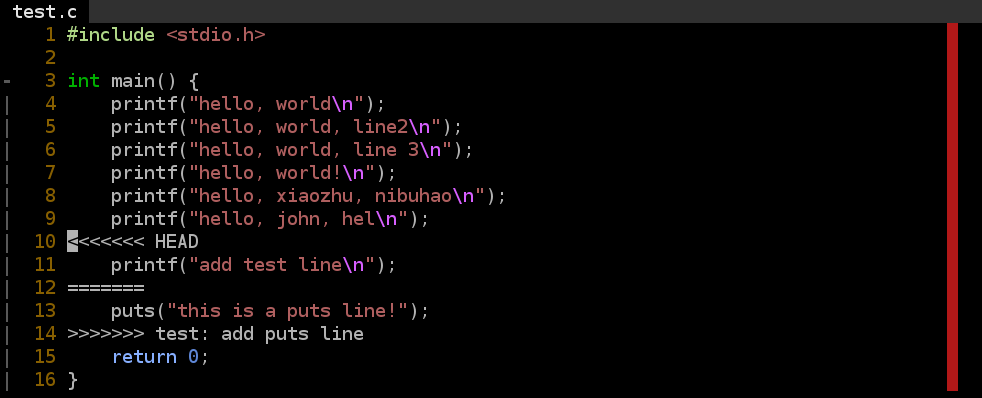 test.c
1 #include <stdio.h>
2
3 int main() {
4     printf("hello, world\n");
5     printf("hello, world, line2\n");
6     printf("hello, world, line 3\n");
7     printf("hello, world!\n");
8     printf("hello, xiaozhu, nibuhao\n");
9     printf("hello, john, hel\n");
10 <<<<<<< HEAD
11     printf("add test line\n");
12 =======
13     puts("this is a puts line!");
14 >>>>>>> test: add puts line
15     return 0;
16 }